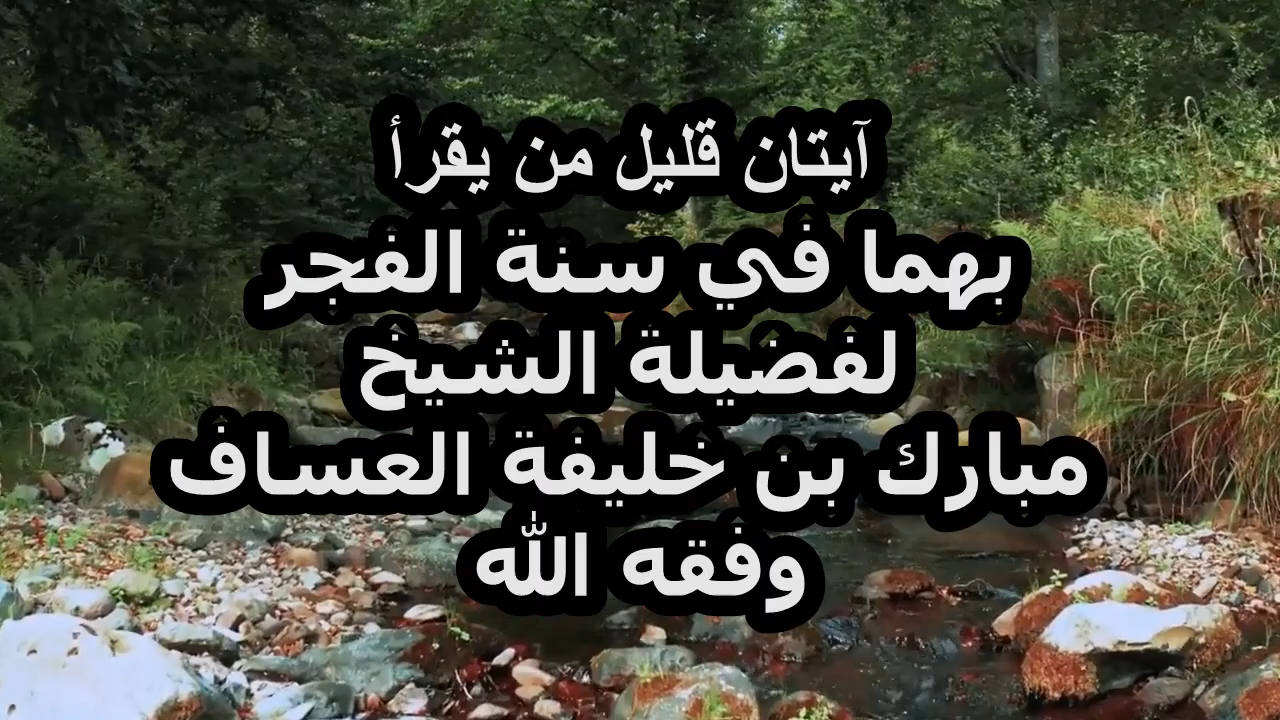 آيتان قليل من يقرأ
بهما في سنة الفجر
لفضيلة الشيخ
مبارك بن خليفة العساف
وفقه الله